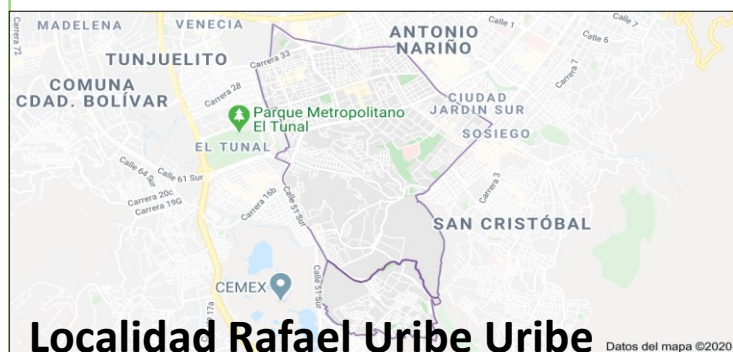 MADELENA
VENECIA
ANTONIO
NARIÑO
Calle 1
Calle 7
Calle 6
Carrera 72
TUNJUELITO
Carrera 33
Carrera 7
COMUNA
CDAD. BOLÍVAR
Carrera 28
CIUDAD
JARDIN SUR
Parque Metropolitano
El Tunal
SOSIEGO
EL TUNAL
Calle 64 Sur
Calle 61 Sur
Carrera 3
Carrera 20c
Carrera 19G
Carrera 16b
Calle 51 Sur
SAN CRISTÓBAL
CEMEX
Calle 51 Sur
Carrera 17a
Localidad Rafael Uribe Uribe
Datos del mapa ©2020